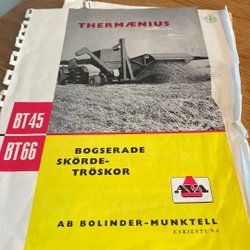 THERMÆNIUS
BT45
BT66
BOGSERADE
SKÖRDE-
TRÖSKOR
AVA
AB BOLINDER-MUNKTELL
ESKILSTUNA